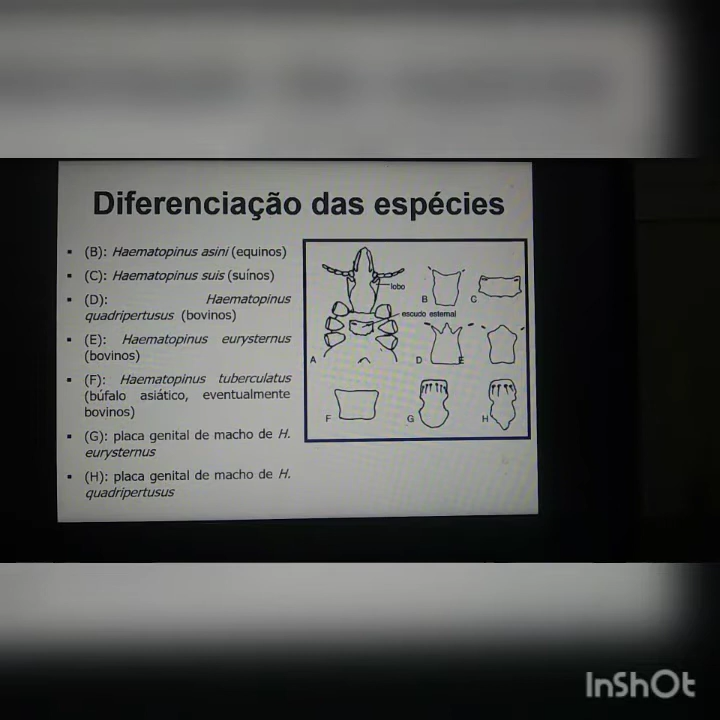 Diferenciação das espécies
▪ (B): Haematopinus asini (equinos)
▪ (C): Haematopinus suis (suínos)
▪ (D): Haematopinus
quadripertusus (bovinos)
▪ (E): Haematopinus eurysternus
(bovinos)
▪ (F): Haematopinus tuberculatus
(búfalo asiático, eventualmente
bovinos)
▪ (G): placa genital de macho de H.
eurysternus
▪ (H): placa genital de macho de H.
quadripertusus
lobo
B
C
escudo esternal
A
D
E
F
G
H
InShOt